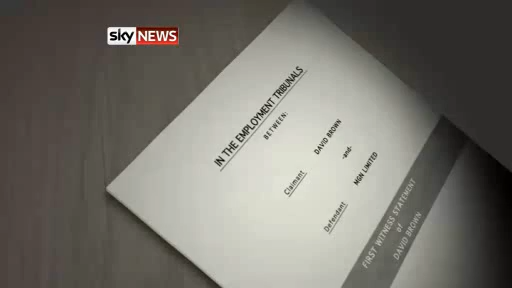 sky NEWS
IN THE EMPLOYMENT TRIBUNALS
BETWEEN:
DAVID BROWN
Claimant
-and-
MGN LIMITED
Defendant
FIRST WITNESS STATEMENT
of
DAVID BROWN